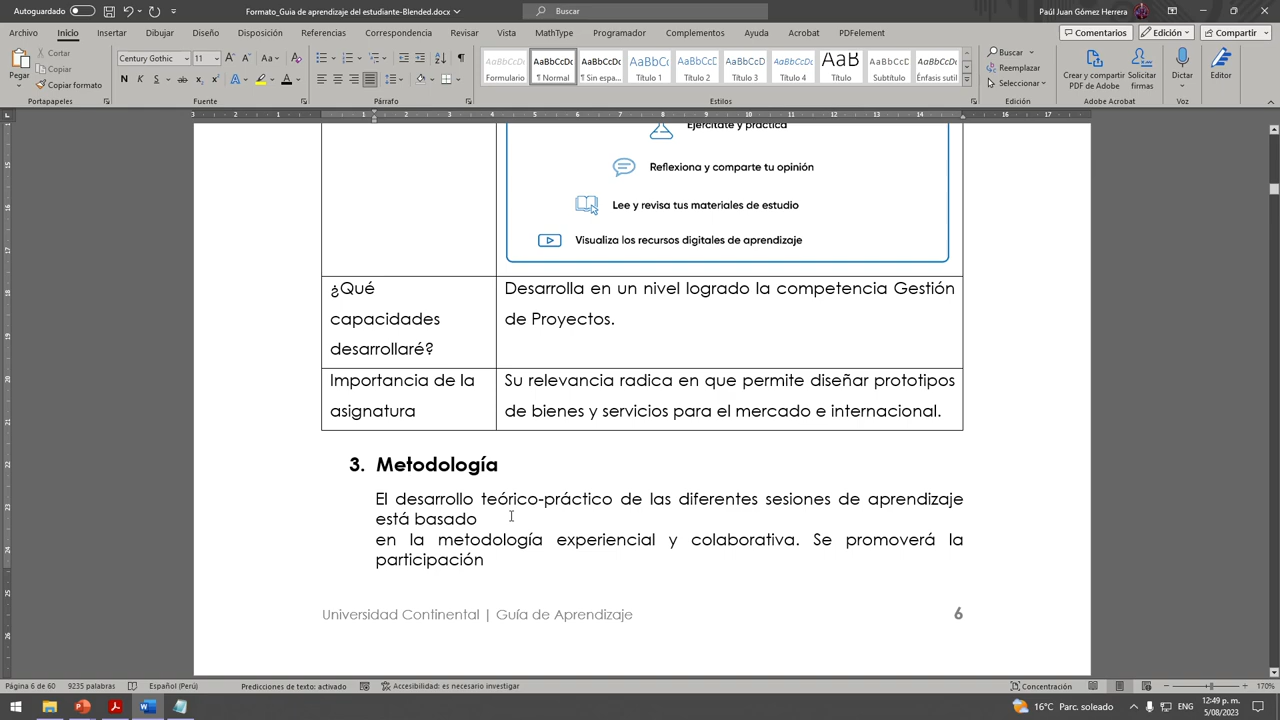 Autoguardado
Formato_Guía de aprendizaje del estudiante-Blended.docx
Buscar
Paúl Juan Gómez Herrera
Archivo Inicio Insertar Dibujar Diseño Disposición Referencias Correspondencia Revisar Vista MathType Programador Complementos Ayuda Acrobat PDFelement
Comentarios Edición Compartir
Pegar
Cortar
Copiar
Copiar formato
Portapapeles
Century Gothic 11
Fuente
Párrafo
Formulario
¶ Normal
¶ Sin espa...
Título 1
Título 2
Título 3
Título 4
Título
Subtítulo
Énfasis sutil
Estilos
Buscar
Reemplazar
Seleccionar
Edición
Crear y compartir PDF de Adobe
Solicitar firmas
Adobe Acrobat
Dictar
Voz
Editor
Editor
Ejercítate y practica
Reflexiona y comparte tu opinión
Lee y revisa tus materiales de estudio
Visualiza los recursos digitales de aprendizaje
¿Qué
capacidades
desarrollaré?
Desarrolla en un nivel logrado la competencia Gestión
de Proyectos.
Importancia de la
asignatura
Su relevancia radica en que permite diseñar prototipos
de bienes y servicios para el mercado e internacional.
3. Metodología
El desarrollo teórico-práctico de las diferentes sesiones de aprendizaje
está basado
en la metodología experiencial y colaborativa. Se promoverá la
participación
Universidad Continental | Guía de Aprendizaje
6
Página 6 de 60 9235 palabras Español (Perú) Predicciones de texto: activado Accesibilidad: es necesario investigar
Concentración 170%
16°C Parc. soleado
ENG
12:49 p. m.
5/08/2023